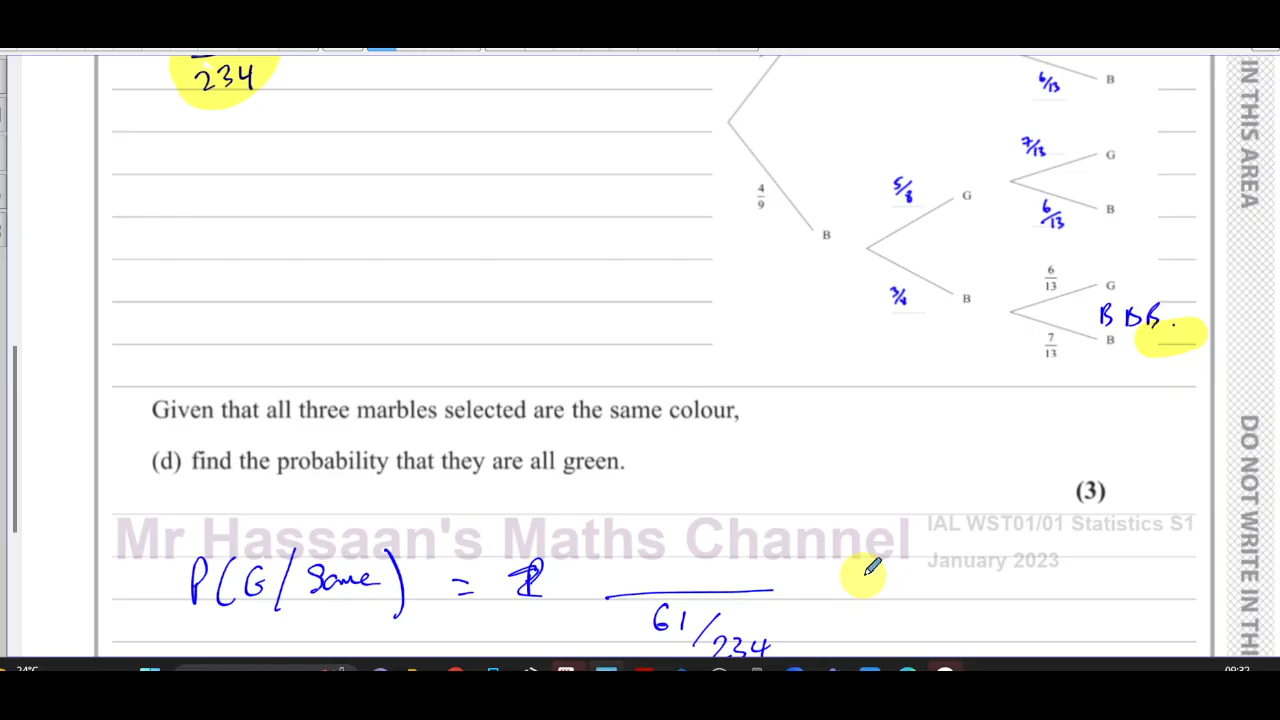 234
6/13 B
7/13 G
5/8 G
6/13 B
4/9 B
6/13 G
3/8 B
B B B.
7/13 B
Given that all three marbles selected are the same colour,
(d) find the probability that they are all green.
(3)
Mr Hassaan's Maths Channel
IAL WST01/01 Statistics S1
January 2023
P(G/Same) =
61/234
IN THIS AREA
DO NOT WRITE IN THIS
24°C
09:32